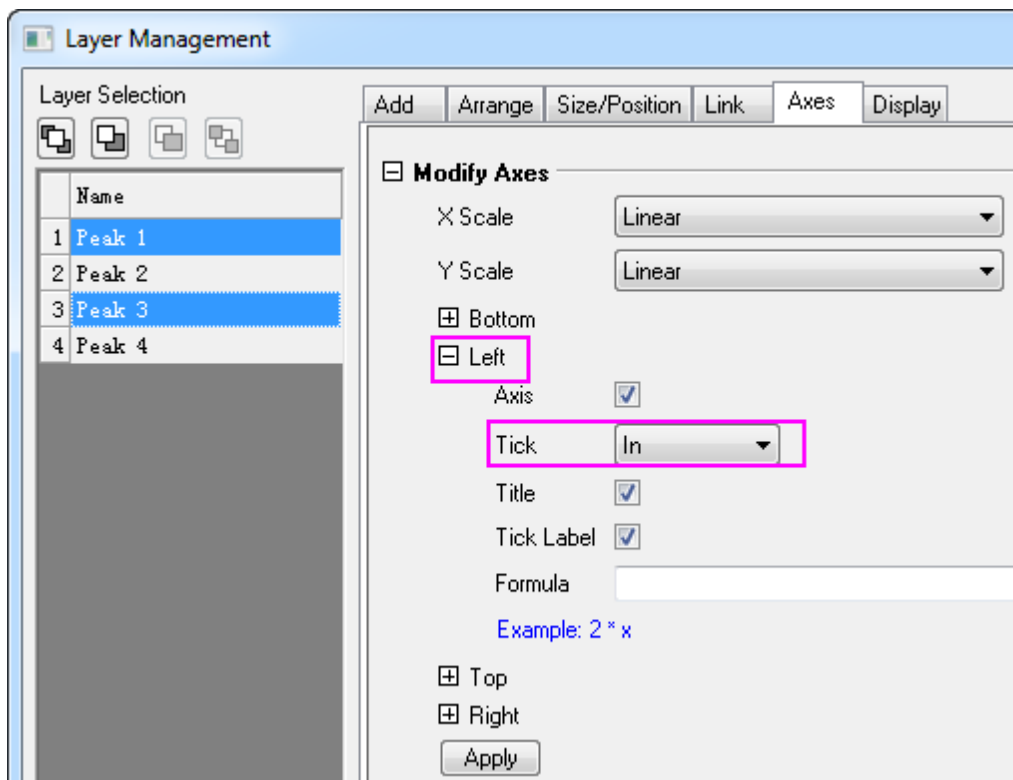 Layer Management
Layer Selection
Name
1 Peak 1
2 Peak 2
3 Peak 3
4 Peak 4
Add Arrange Size/Position Link Axes Display
Modify Axes
X Scale Linear
Y Scale Linear
Bottom
Left
Axis
Tick In
Title
Tick Label
Formula
Example: 2 * x
Top
Right
Apply